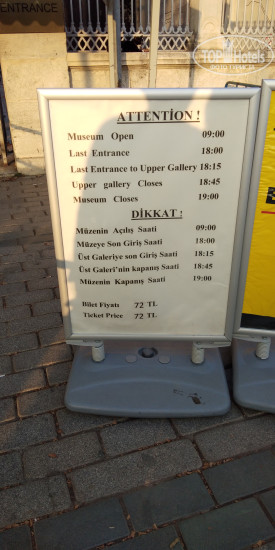 ENTRANCE
TOP Hotels
ATTENTİON !
Museum Open 09:00
Last Entrance 18:00
Last Entrance to Upper Gallery 18:15
Upper gallery Closes 18:45
Museum Closes 19:00
DİKKAT !
Müzenin Açılış Saati 09:00
Müzeye Son Giriş Saati 18:00
Üst Galeriye son Giriş Saati 18:15
Üst Galeri'nin kapanış Saati 18:45
Müzenin Kapanış Saati 19:00
Bilet Fiyatı 72 TL
Ticket Price 72 TL